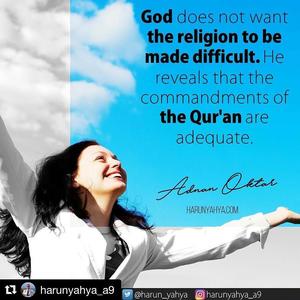 God does not want
the religion to be
made difficult. He
reveals that the
commandments of
the Qur'an are
adequate.
Adnan Oktar
HARUNYAHYA.COM
harunyahya_a9
@harun_yahya
harunyahya_a9